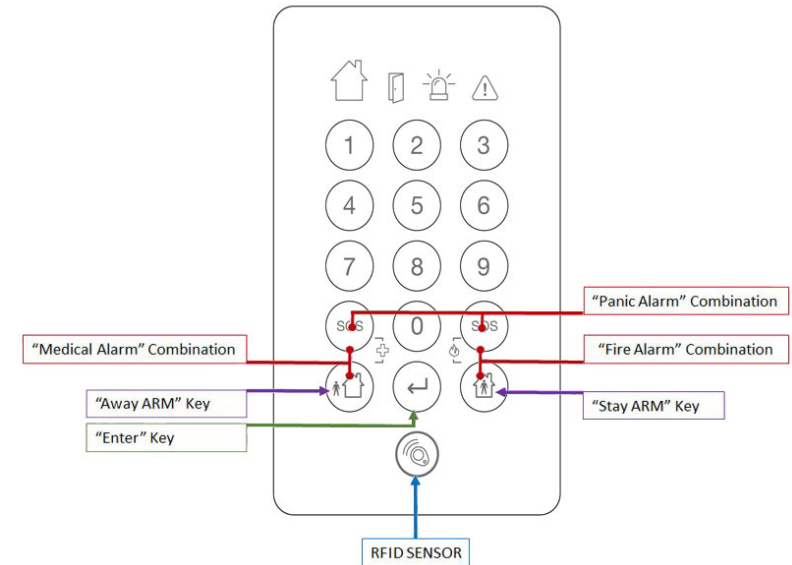 1 2 3
4 5 6
7 8 9
SOS 0 SOS
“Panic Alarm” Combination
“Medical Alarm” Combination
“Fire Alarm” Combination
“Away ARM” Key
“Stay ARM” Key
“Enter” Key
RFID SENSOR